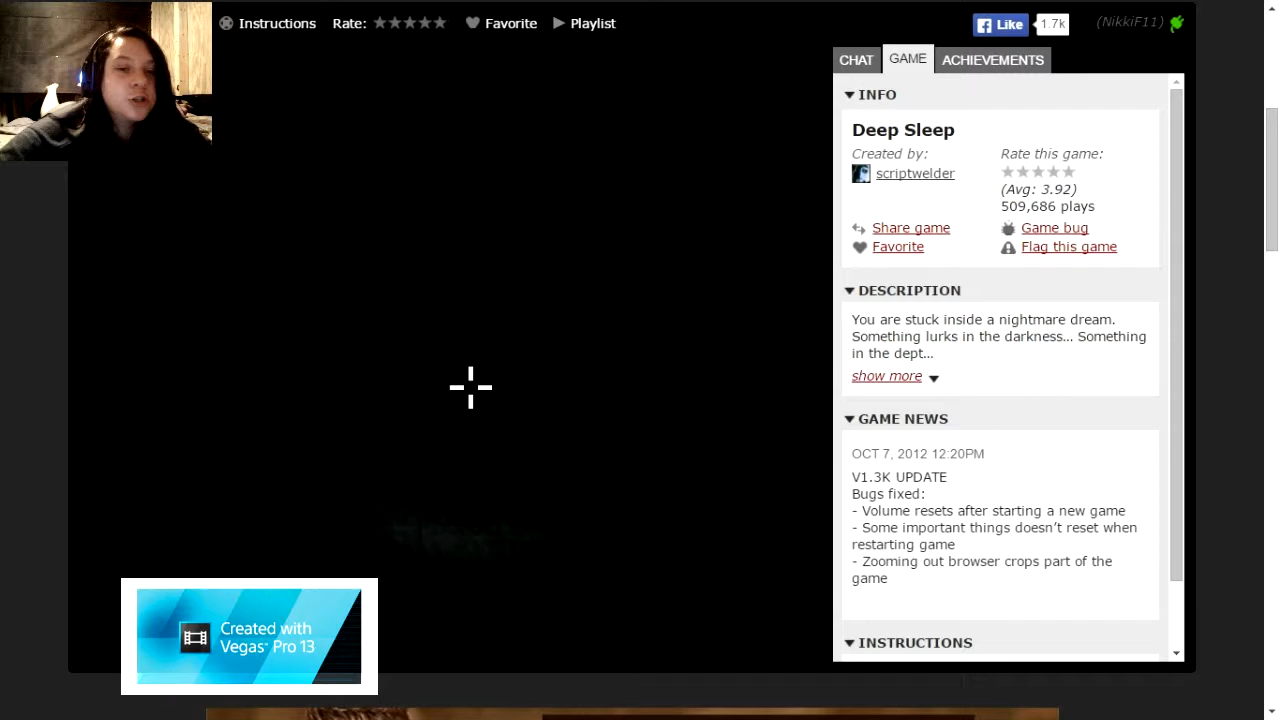 Instructions Rate: Favorite Playlist
Like 1.7k (NikkiF11)
CHAT GAME ACHIEVEMENTS
INFO
Deep Sleep
Created by: Rate this game:
scriptwelder
(Avg: 3.92)
509,686 plays
Share game Game bug
Favorite Flag this game
DESCRIPTION
You are stuck inside a nightmare dream.
Something lurks in the darkness... Something
in the dept...
show more
GAME NEWS
OCT 7, 2012 12:20PM
V1.3K UPDATE
Bugs fixed:
- Volume resets after starting a new game
- Some important things doesn't reset when
restarting game
- Zooming out browser crops part of the
game
INSTRUCTIONS
Created with
Vegas™ Pro 13